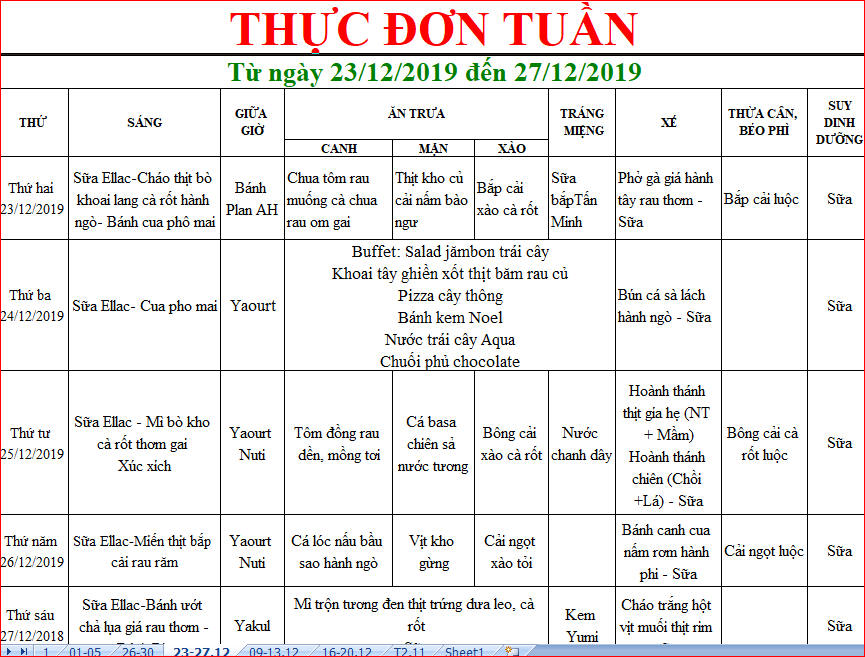 THỰC ĐƠN TUẦN
Từ ngày 23/12/2019 đến 27/12/2019
THỨ
SÁNG
GIỮA
GIỜ
ĂN TRƯA
TRÁNG
MIỆNG
XẾ
THỪA CÂN,
BÉO PHÌ
SUY
DINH
DƯỠNG
CANH
MẶN
XÀO
Thứ hai
23/12/2019
Sữa Ellac-Cháo thịt bò
khoai lang cà rốt hành
ngò- Bánh cua phô mai
Bánh
Plan AH
Chua tôm rau
muống cà chua
rau om gai
Thịt kho củ
cải nấm bào
ngư
Bắp cải
xào cà rốt
Sữa
bắpTấn
Minh
Phở gà giá hành
tây rau thơm -
Sữa
Bắp cải luộc
Sữa
Thứ ba
24/12/2019
Sữa Ellac- Cua pho mai
Yaourt
Buffet: Salad jămbon trái cây
Khoai tây ghiền xốt thịt băm rau củ
Pizza cây thông
Bánh kem Noel
Nước trái cây Aqua
Chuối phủ chocolate
Bún cá sà lách
hành ngò - Sữa
Sữa
Thứ tư
25/12/2019
Sữa Ellac - Mì bò kho
cà rốt thơm gai
Xúc xích
Yaourt
Nuti
Tôm đồng rau
dền, mồng tơi
Cá basa
chiên sả
nước tương
Bông cải
xào cà rốt
Nước
chanh dây
Hoành thánh
thịt gia hẹ (NT
+ Mầm)
Hoành thánh
chiên (Chồi
+Lá) - Sữa
Bông cải cà
rốt luộc
Sữa
Thứ năm
26/12/2019
Sữa Ellac-Miến thịt bắp
cải rau răm
Yaourt
Nuti
Cá lóc nấu bầu
sao hành ngò
Vịt kho
gừng
Cải ngọt
xào tỏi
Bánh canh cua
nấm rơm hành
phi - Sữa
Cải ngọt luộc
Sữa
Thứ sáu
27/12/2018
Sữa Ellac-Bánh ướt
chả lụa giá rau thơm -
Yakul
Mì trộn tương đen thịt trứng dưa leo, cà
rốt
Kem
Yumi
Cháo trắng hột
vịt muối thịt rim
Sữa
1
01-05
26-30
23-27.12
09-13.12
16-20.12
T2.11
Sheet1